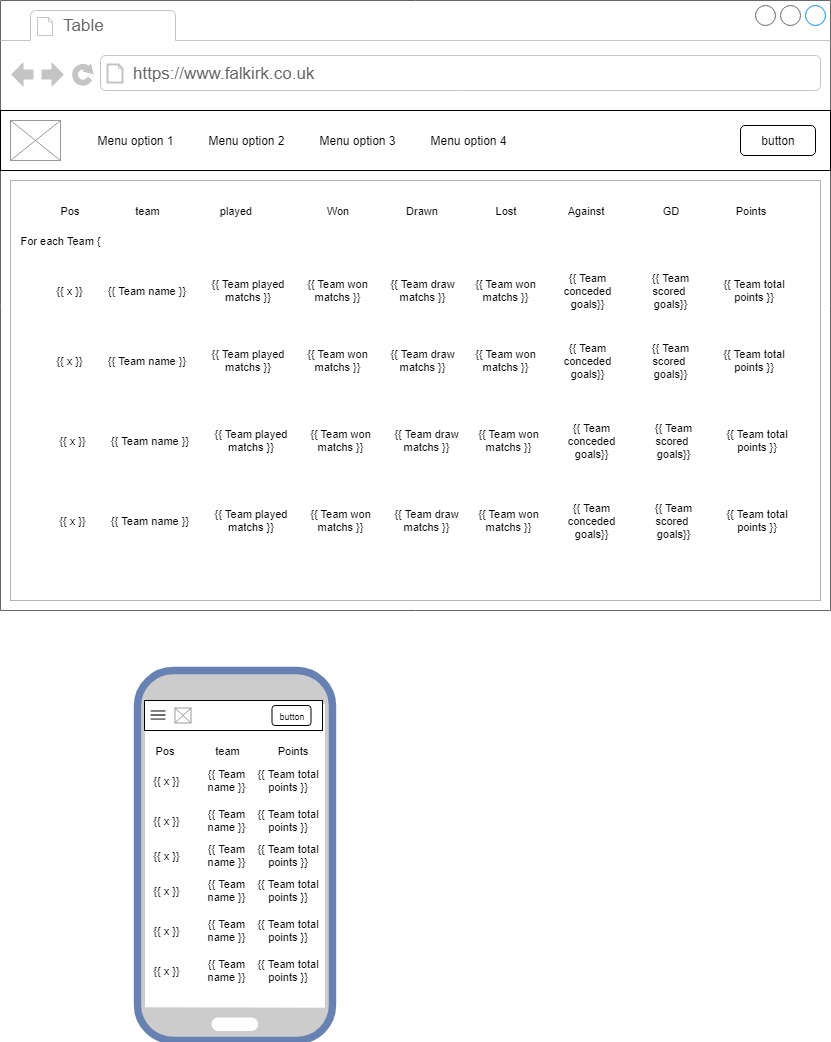 Table
https://www.falkirk.co.uk
Menu option 1 Menu option 2 Menu option 3 Menu option 4 button
Pos team played Won Drawn Lost Against GD Points
For each Team {
{{ x }} {{ Team name }} {{ Team played matchs }} {{ Team won matchs }} {{ Team draw matchs }} {{ Team won matchs }} {{ Team conceded goals}} {{ Team scored goals}} {{ Team total points }}
{{ x }} {{ Team name }} {{ Team played matchs }} {{ Team won matchs }} {{ Team draw matchs }} {{ Team won matchs }} {{ Team conceded goals}} {{ Team scored goals}} {{ Team total points }}
{{ x }} {{ Team name }} {{ Team played matchs }} {{ Team won matchs }} {{ Team draw matchs }} {{ Team won matchs }} {{ Team conceded goals}} {{ Team scored goals}} {{ Team total points }}
{{ x }} {{ Team name }} {{ Team played matchs }} {{ Team won matchs }} {{ Team draw matchs }} {{ Team won matchs }} {{ Team conceded goals}} {{ Team scored goals}} {{ Team total points }}
button
Pos team Points
{{ x }} {{ Team name }} {{ Team total points }}
{{ x }} {{ Team name }} {{ Team total points }}
{{ x }} {{ Team name }} {{ Team total points }}
{{ x }} {{ Team name }} {{ Team total points }}
{{ x }} {{ Team name }} {{ Team total points }}
{{ x }} {{ Team name }} {{ Team total points }}